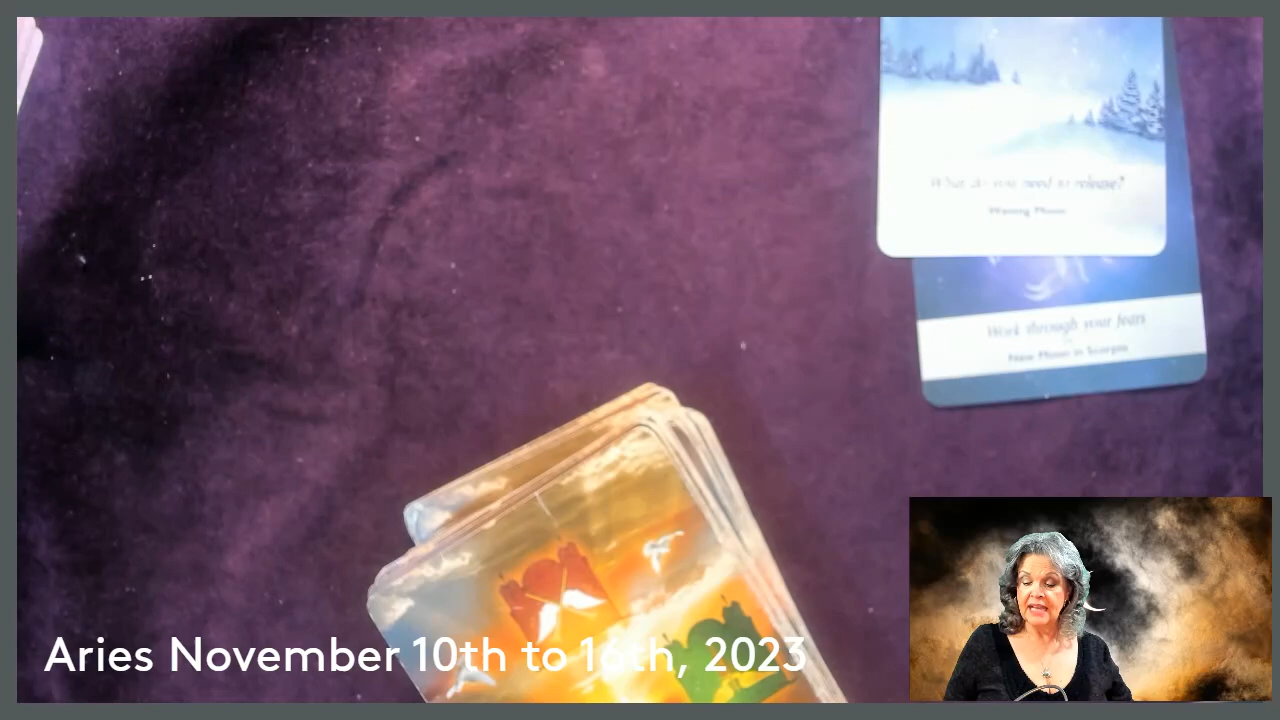 What do you need to release?
Waning Moon
Work through your fears
New Moon in Scorpio
Aries November 10th to 16th, 2023